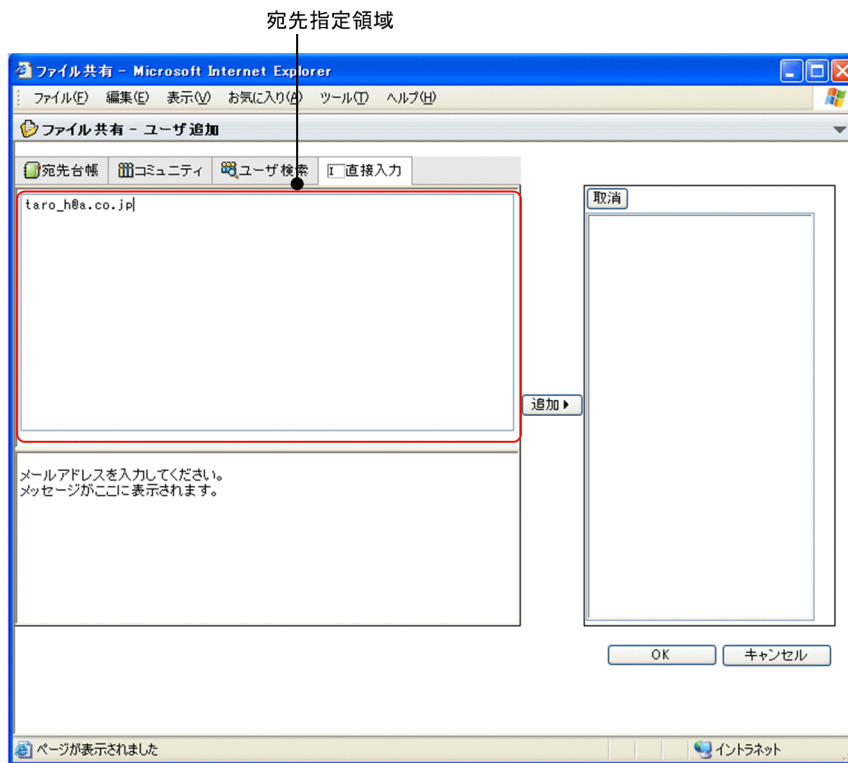 宛先指定領域
ファイル共有 - Microsoft Internet Explorer
ファイル(F) 編集(E) 表示(V) お気に入り(A) ツール(T) ヘルプ(H)
ファイル共有 - ユーザ追加
宛先台帳 コミュニティ ユーザ検索 直接入力
取消
taro_h@a.co.jp
追加
メールアドレスを入力してください。
メッセージがここに表示されます。
OK キャンセル
ページが表示されました イントラネット